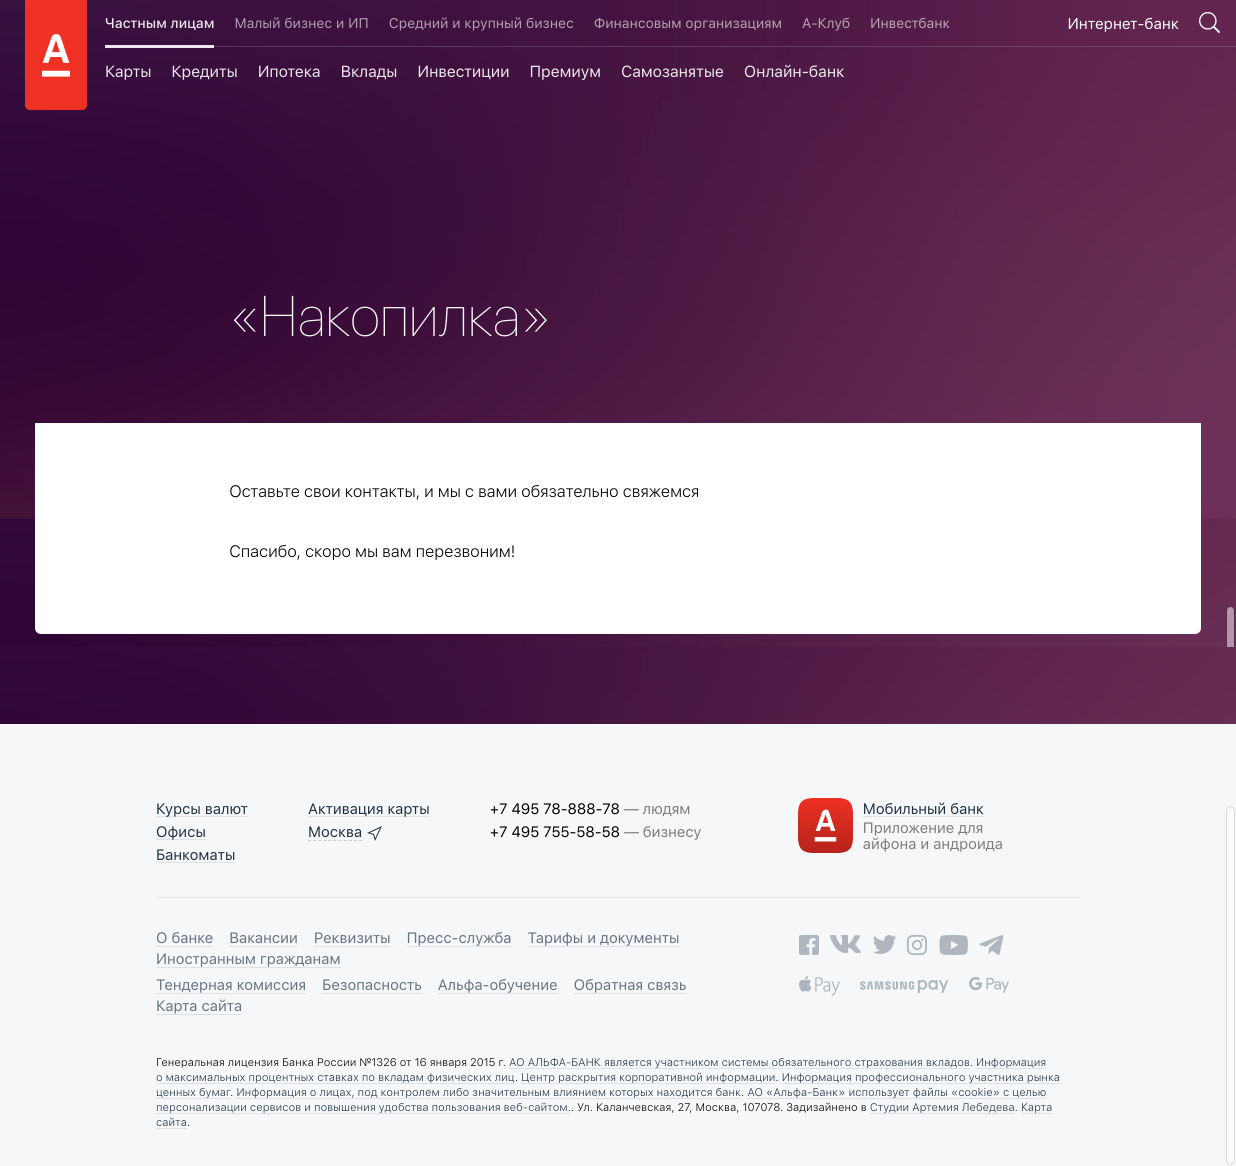 Частным лицам Малый бизнес и ИП Средний и крупный бизнес Финансовым организациям А-Клуб Инвестбанк Интернет-банк
А
Карты Кредиты Ипотека Вклады Инвестиции Премиум Самозанятые Онлайн-банк
«Накопилка»
Оставьте свои контакты, и мы с вами обязательно свяжемся
Спасибо, скоро мы вам перезвоним!
Курсы валют Активация карты +7 495 78-888-78 — людям
Офисы Москва +7 495 755-58-58 — бизнесу
Банкоматы
А
Мобильный банк
Приложение для
айфона и андроида
О банке Вакансии Реквизиты Пресс-служба Тарифы и документы
Иностранным гражданам
Тендерная комиссия Безопасность Альфа-обучение Обратная связь
Карта сайта
Pay SAMSUNG pay G Pay
Генеральная лицензия Банка России №1326 от 16 января 2015 г. АО АЛЬФА-БАНК является участником системы обязательного страхования вкладов. Информация
о максимальных процентных ставках по вкладам физических лиц. Центр раскрытия корпоративной информации. Информация профессионального участника рынка
ценных бумаг. Информация о лицах, под контролем либо значительным влиянием которых находится банк. АО «Альфа-Банк» использует файлы «cookie» с целью
персонализации сервисов и повышения удобства пользования веб-сайтом.. Ул. Каланчевская, 27, Москва, 107078. Задизайнено в Студии Артемия Лебедева. Карта
сайта.